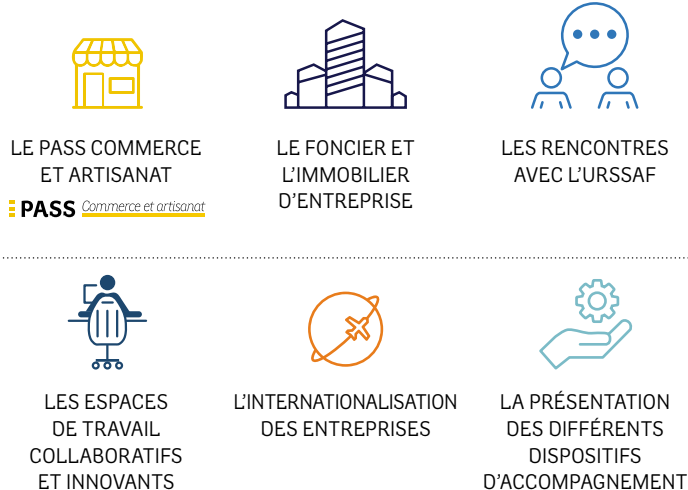 LE PASS COMMERCE
ET ARTISANAT
PASS Commerce et artisanat
LE FONCIER ET
L'IMMOBILIER
D'ENTREPRISE
LES RENCONTRES
AVEC L'URSSAF
LES ESPACES
DE TRAVAIL
COLLABORATIFS
ET INNOVANTS
L'INTERNATIONALISATION
DES ENTREPRISES
LA PRÉSENTATION
DES DIFFÉRENTS
DISPOSITIFS
D'ACCOMPAGNEMENT